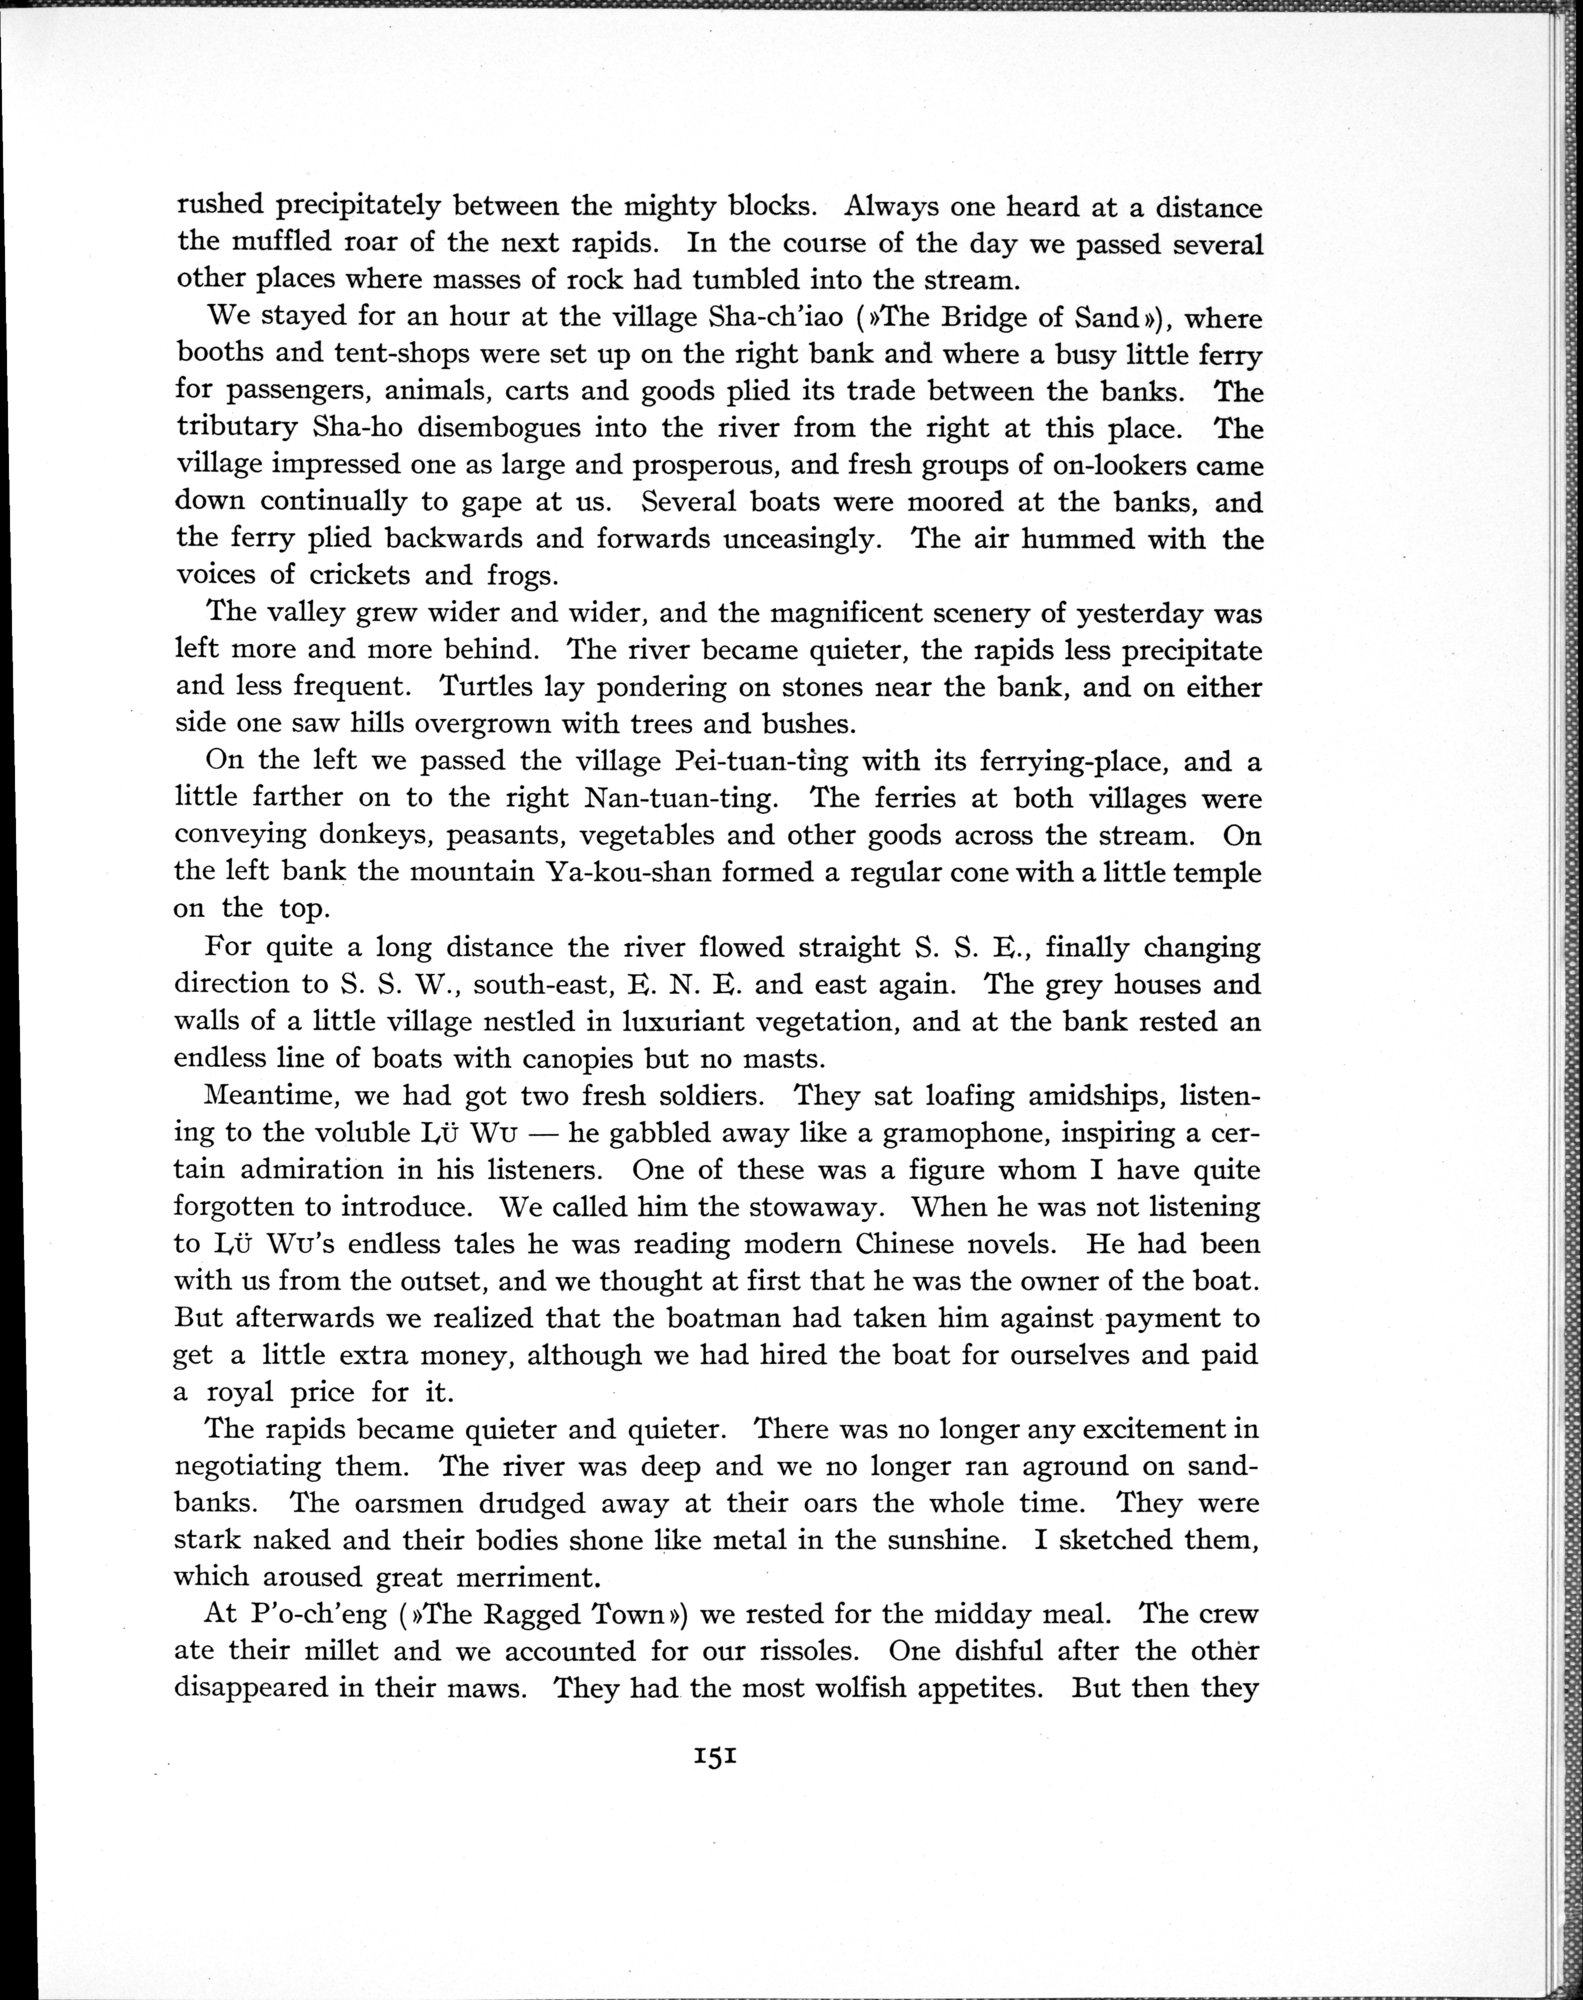 rushed precipitately between the mighty blocks. Always one heard at a distance
the muffled roar of the next rapids. In the course of the day we passed several
other places where masses of rock had tumbled into the stream.
We stayed for an hour at the village Sha-ch'iao (»The Bridge of Sand»), where
booths and tent-shops were set up on the right bank and where a busy little ferry
for passengers, animals, carts and goods plied its trade between the banks. The
tributary Sha-ho disembogues into the river from the right at this place. The
village impressed one as large and prosperous, and fresh groups of on-lookers came
down continually to gape at us. Several boats were moored at the banks, and
the ferry plied backwards and forwards unceasingly. The air hummed with the
voices of crickets and frogs.
The valley grew wider and wider, and the magnificent scenery of yesterday was
left more and more behind. The river became quieter, the rapids less precipitate
and less frequent. Turtles lay pondering on stones near the bank, and on either
side one saw hills overgrown with trees and bushes.
On the left we passed the village Pei-tuan-ting with its ferrying-place, and a
little farther on to the right Nan-tuan-ting. The ferries at both villages were
conveying donkeys, peasants, vegetables and other goods across the stream. On
the left bank the mountain Ya-kou-shan formed a regular cone with a little temple
on the top.
For quite a long distance the river flowed straight S. S. E., finally changing
direction to S. S. W., south-east, E. N. E. and east again. The grey houses and
walls of a little village nestled in luxuriant vegetation, and at the bank rested an
endless line of boats with canopies but no masts.
Meantime, we had got two fresh soldiers. They sat loafing amidships, listen-
ing to the voluble LÜ WU — he gabbled away like a gramophone, inspiring a cer-
tain admiration in his listeners. One of these was a figure whom I have quite
forgotten to introduce. We called him the stowaway. When he was not listening
to LÜ WU's endless tales he was reading modern Chinese novels. He had been
with us from the outset, and we thought at first that he was the owner of the boat.
But afterwards we realized that the boatman had taken him against payment to
get a little extra money, although we had hired the boat for ourselves and paid
a royal price for it.
The rapids became quieter and quieter. There was no longer any excitement in
negotiating them. The river was deep and we no longer ran aground on sand-
banks. The oarsmen drudged away at their oars the whole time. They were
stark naked and their bodies shone like metal in the sunshine. I sketched them,
which aroused great merriment.
At P'o-ch'eng (»The Ragged Town») we rested for the midday meal. The crew
ate their millet and we accounted for our rissoles. One dishful after the other
disappeared in their maws. They had the most wolfish appetites. But then they
151